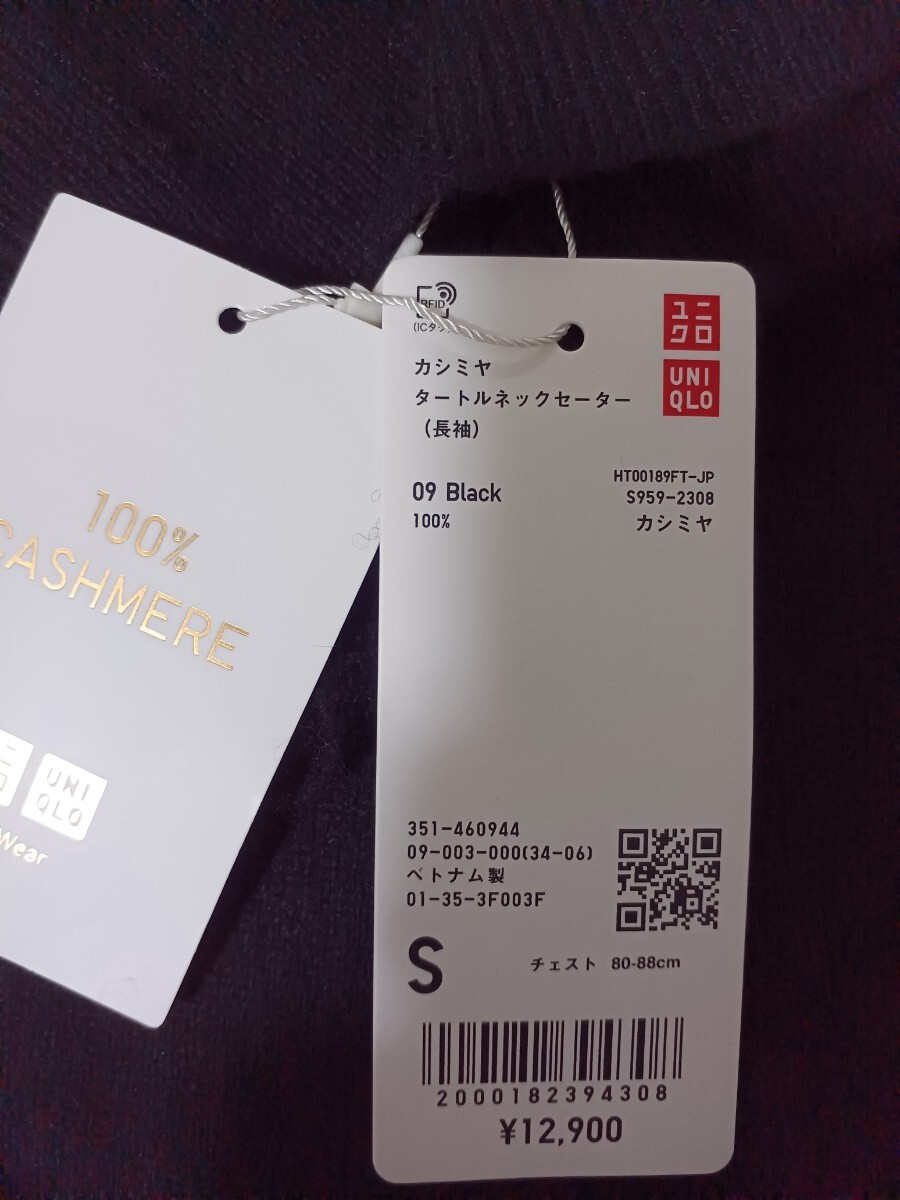 100%
CASHMERE
UNI
QLO
Wear
RFID
(ICタ
ユニ
クロ
UNI
QLO
カシミヤ
タートルネックセーター
(長袖)
HT00189FT-JP
09 Black
S959-2308
100%
カシミヤ
351-460944
09-003-000(34-06)
ベトナム製
01-35-3F003F
S
チェスト 80-88cm
2000182394308
¥12,900